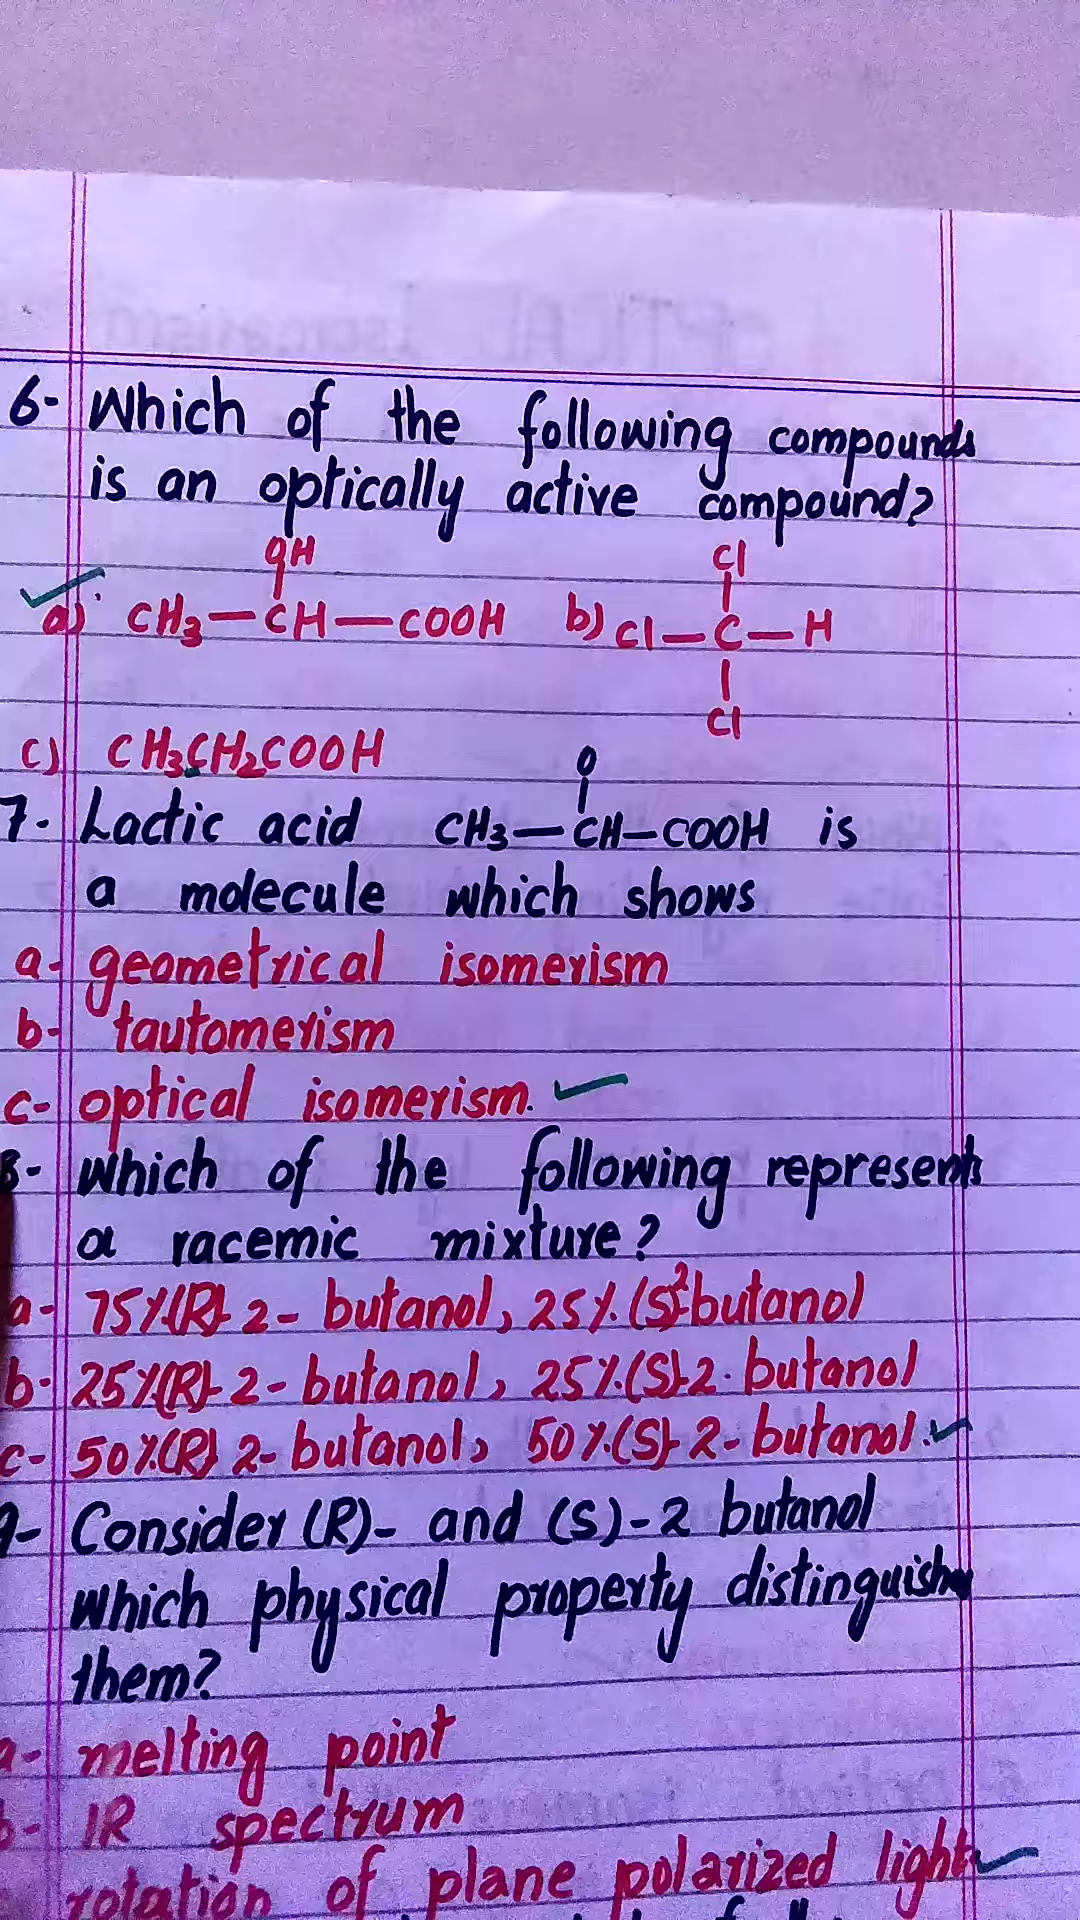 6- Which of the following compounds
is an optically active compound?
OH
a) CH3—CH—COOH
Cl
b) Cl—C—H
Cl
c) CH3CH2COOH
O
7- Lactic acid CH3—CH—COOH is
a molecule which shows
a- geometrical isomerism
b- tautomerism
c- optical isomerism.
8- Which of the following represents
a racemic mixture?
a- 75%(R)-2-butanol, 25%(S)-2-butanol
b- 25%(R)-2-butanol, 25%(S)-2-butanol
c- 50%(R)-2-butanol, 50%(S)-2-butanol.
9- Consider (R)- and (S)-2 butanol
which physical property distinguishes
them?
a- melting point
b- IR spectrum
rotation of plane polarized light